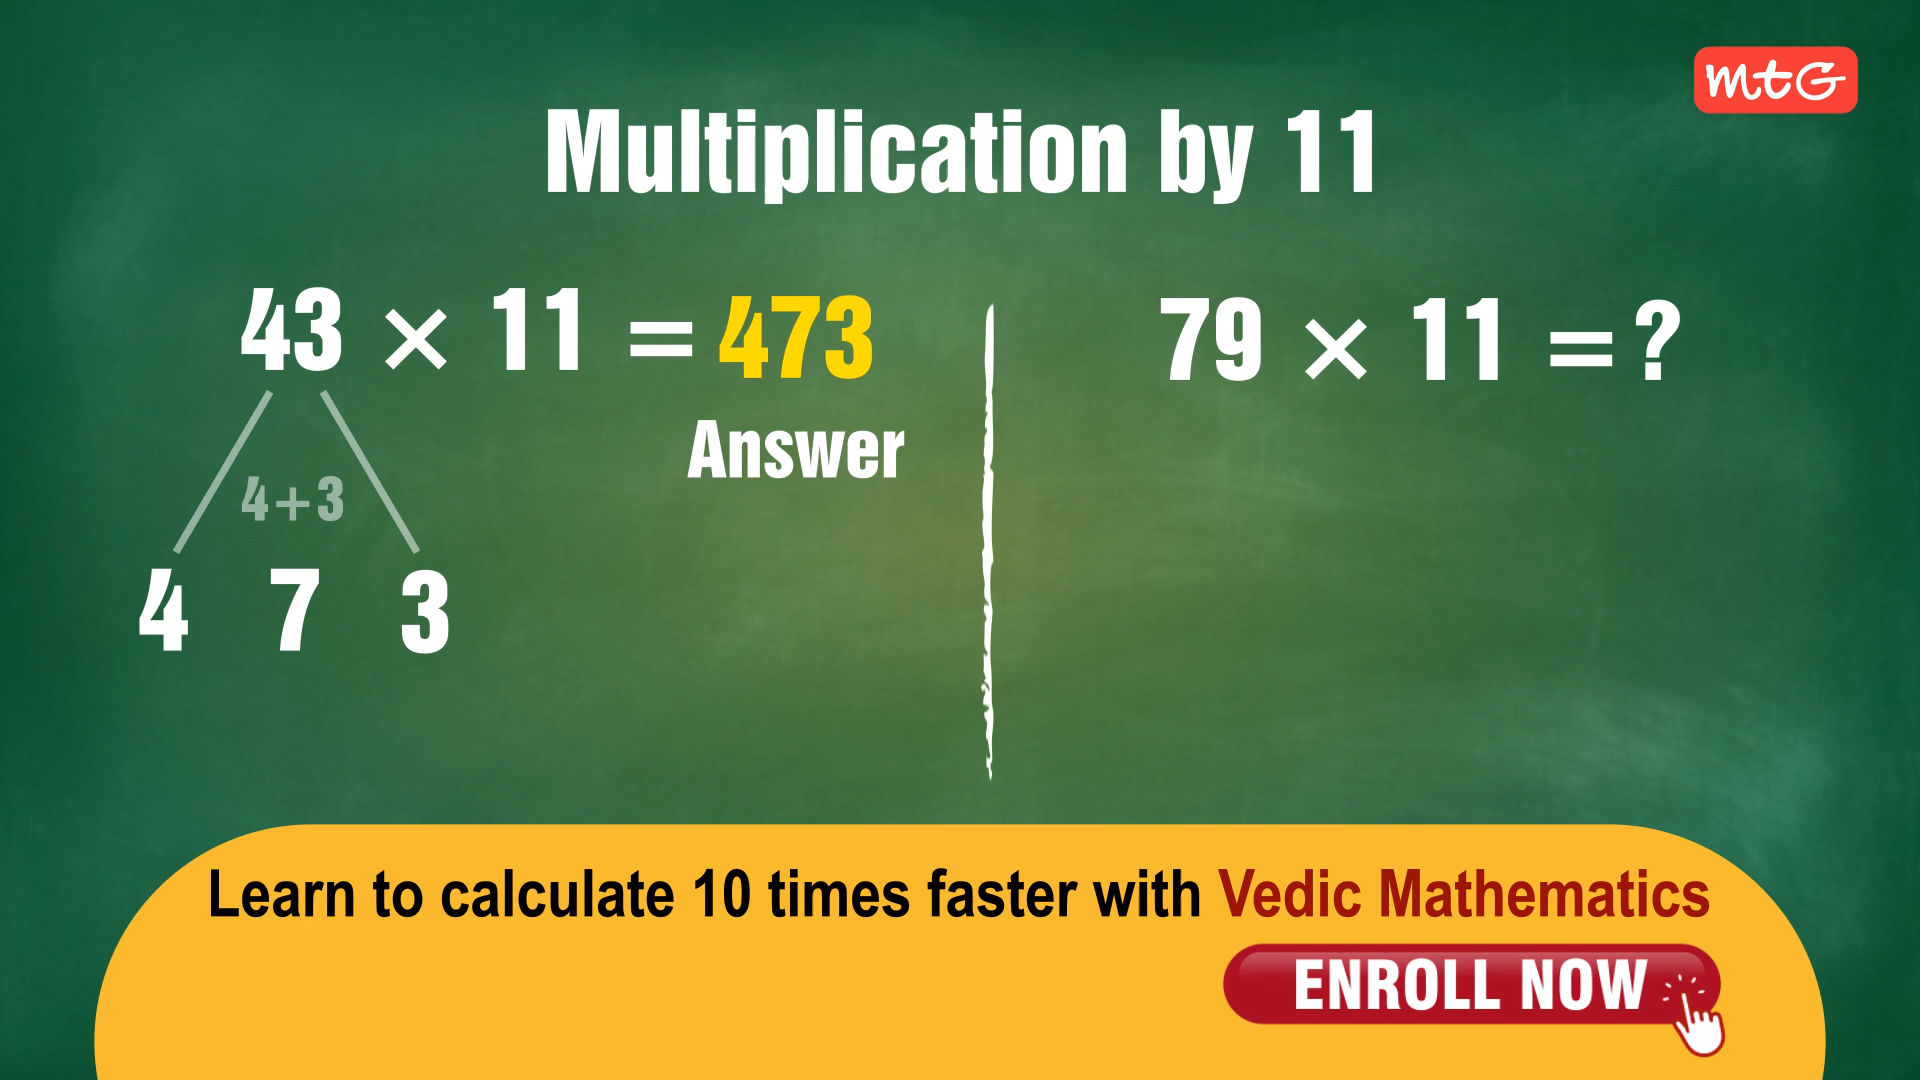 mtG
Multiplication by 11
43 × 11 = 473
Answer
4+3
4 7 3
79 × 11 = ?
Learn to calculate 10 times faster with Vedic Mathematics
ENROLL NOW